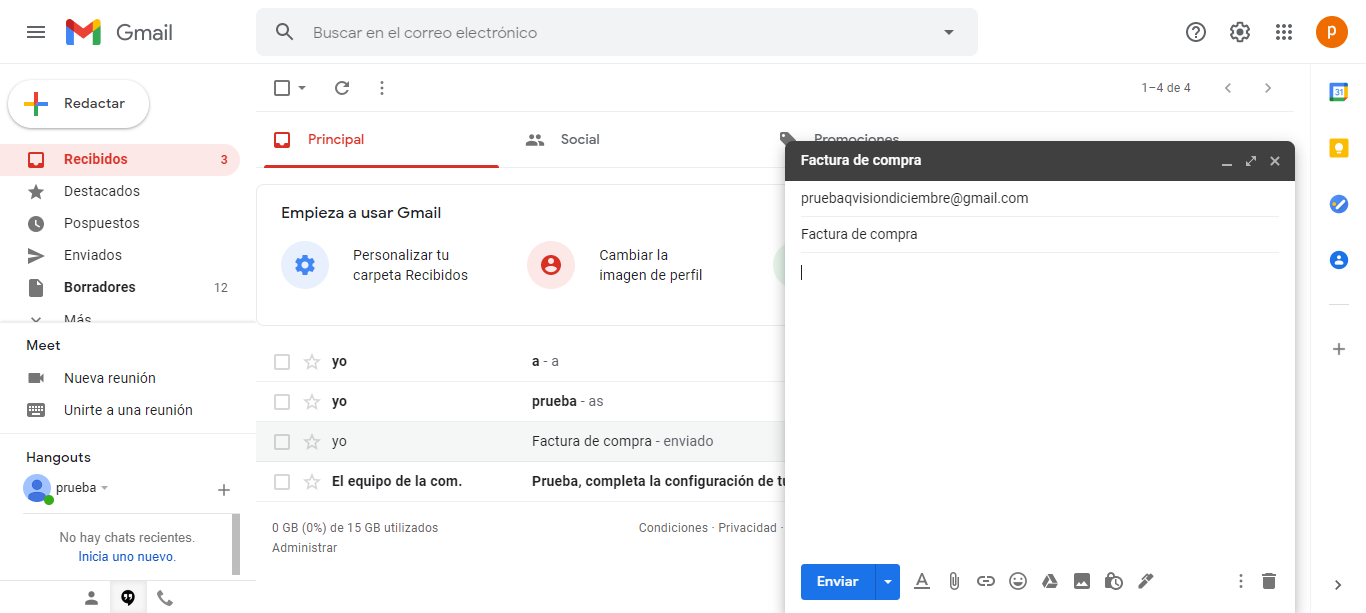 Gmail
Buscar en el correo electrónico
p
Redactar
1–4 de 4
31
Principal
Social
Promociones
Recibidos 3
Destacados
Pospuestos
Enviados
Borradores 12
Más
Empieza a usar Gmail
Personalizar tu
carpeta Recibidos
Cambiar la
imagen de perfil
yo a - a
yo prueba - as
yo Factura de compra - enviado
El equipo de la com. Prueba, completa la configuración de
0 GB (0%) de 15 GB utilizados
Administrar
Condiciones · Privacidad ·
Meet
Nueva reunión
Unirte a una reunión
Hangouts
prueba
No hay chats recientes.
Inicia uno nuevo.
Factura de compra
pruebaqvisiondiciembre@gmail.com
Factura de compra
Enviar